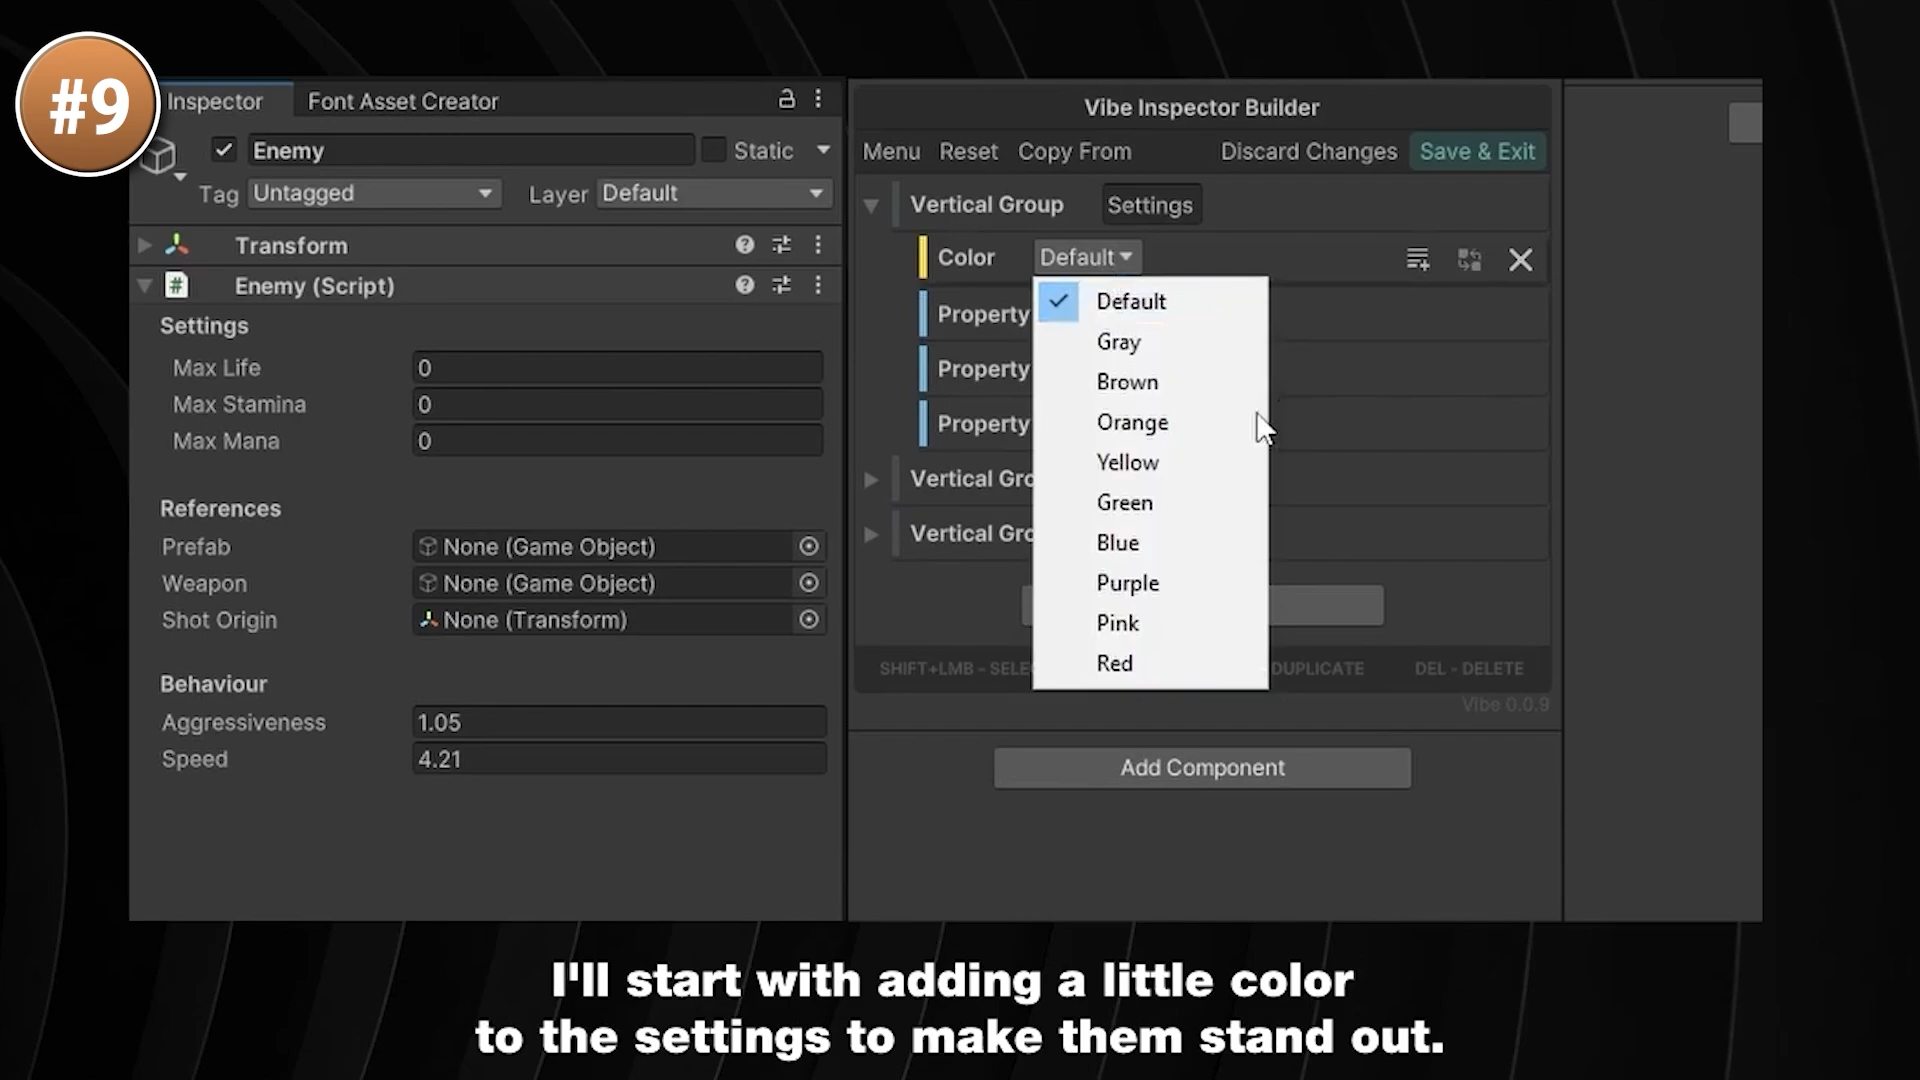 #9
Inspector
Font Asset Creator
Enemy
Static
Tag
Untagged
Layer
Default
Transform
# Enemy (Script)
Settings
Max Life
0
Max Stamina
0
Max Mana
0
References
Prefab
None (Game Object)
Weapon
None (Game Object)
Shot Origin
None (Transform)
Behaviour
Aggressiveness
1.05
Speed
4.21
Vibe Inspector Builder
Menu
Reset
Copy From
Discard Changes
Save & Exit
Vertical Group
Settings
Color
Default
Property
Property
Property
Vertical Gro
Vertical Gro
Default
Gray
Brown
Orange
Yellow
Green
Blue
Purple
Pink
Red
SHIFT+LMB - SELE
DUPLICATE
DEL - DELETE
Vibe 0.0.9
Add Component
I'll start with adding a little color
to the settings to make them stand out.